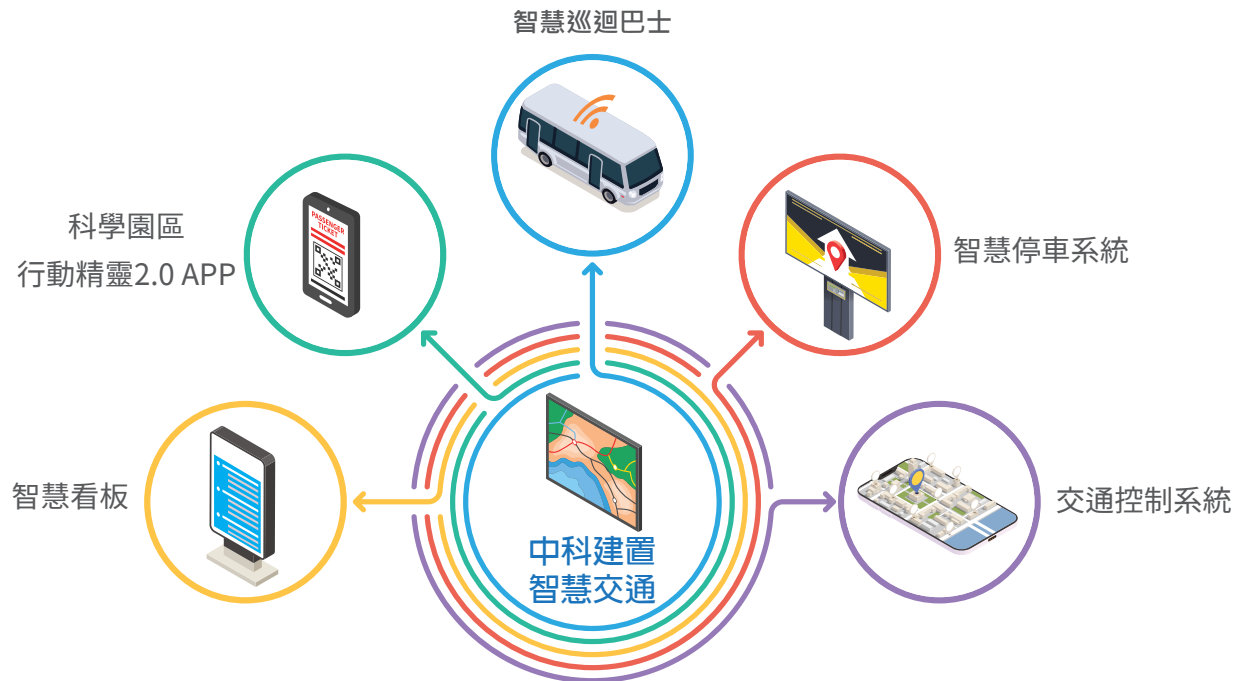 智慧巡迴巴士
科學園區
行動精靈2.0 APP
PASSENGER
TICKET
智慧停車系統
智慧看板
交通控制系統
中科建置
智慧交通